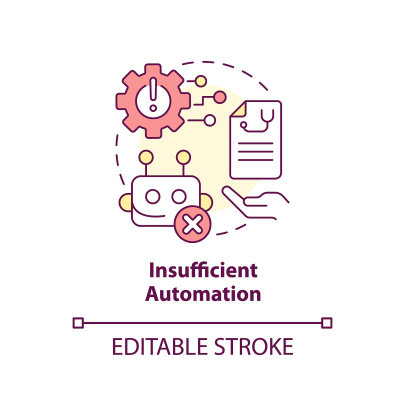 Insufficient
Automation
EDITABLE STROKE